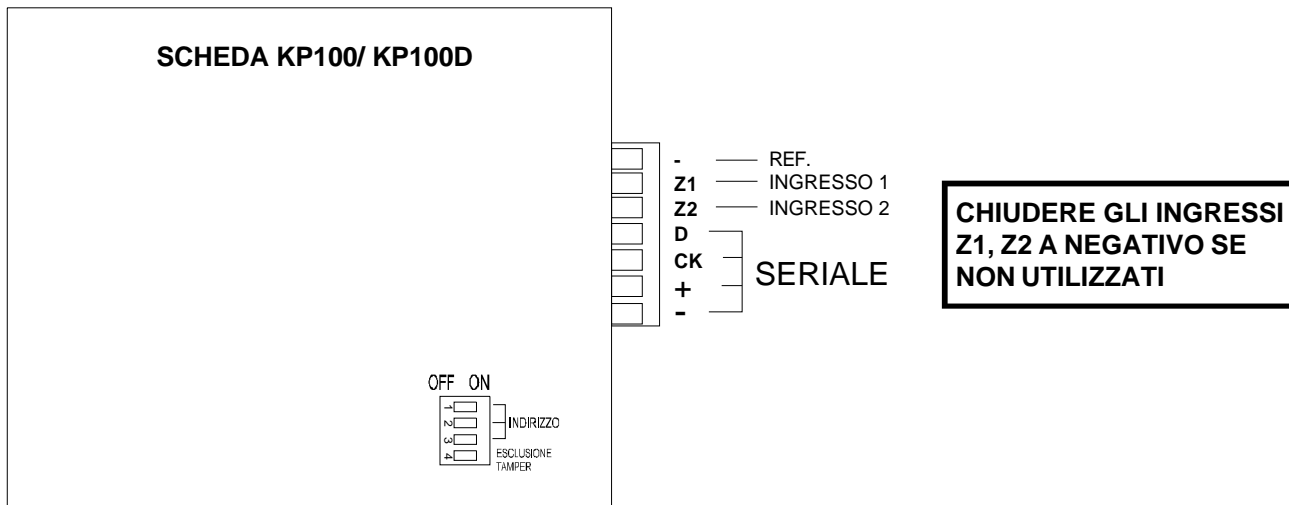 SCHEDA KP100/ KP100D
- REF.
Z1 INGRESSO 1
Z2 INGRESSO 2
D
CK
+
-
SERIALE
CHIUDERE GLI INGRESSI
Z1, Z2 A NEGATIVO SE
NON UTILIZZATI
OFF ON
1
2
3
4
INDIRIZZO
ESCLUSIONE
TAMPER